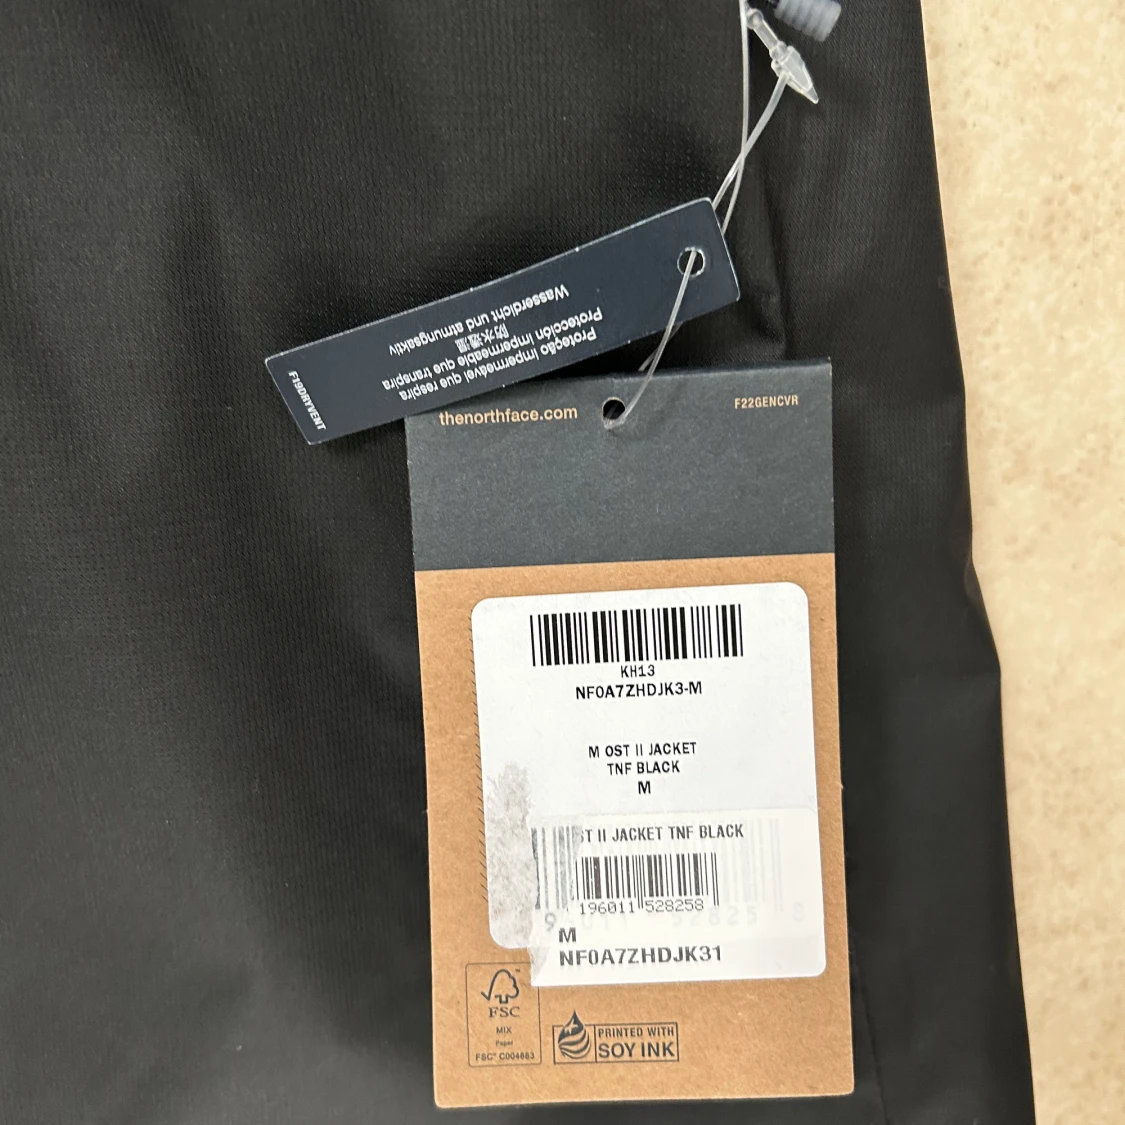 Wasserdicht und atmungsaktiv
防水透湿
Protección impermeable que transpira
Proteção impermeável que respira
F19DRYVENT
thenorthface.com
F22GENCVR
KH13
NF0A7ZHDJK3-M
M OST II JACKET
TNF BLACK
M
ST II JACKET TNF BLACK
196011 528258
M
NF0A7ZHDJK31
FSC
MIX
Paper
FSC® C004663
PRINTED WITH
SOY INK